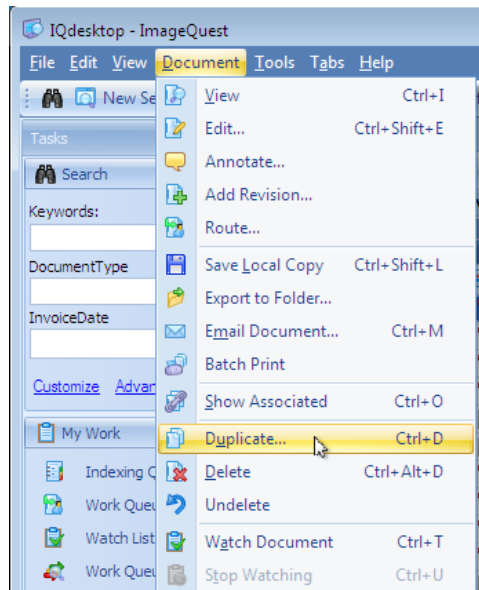 IQdesktop - ImageQuest
File Edit View Document Tools Tabs Help
New Se
Tasks
Search
Keywords:
DocumentType
InvoiceDate
Customize Advan
My Work
Indexing Q
Work Queu
Watch List
Work Queu
View Ctrl+I
Edit... Ctrl+Shift+E
Annotate...
Add Revision...
Route...
Save Local Copy Ctrl+Shift+L
Export to Folder...
Email Document... Ctrl+M
Batch Print
Show Associated Ctrl+O
Duplicate... Ctrl+D
Delete Ctrl+Alt+D
Undelete
Watch Document Ctrl+T
Stop Watching Ctrl+U